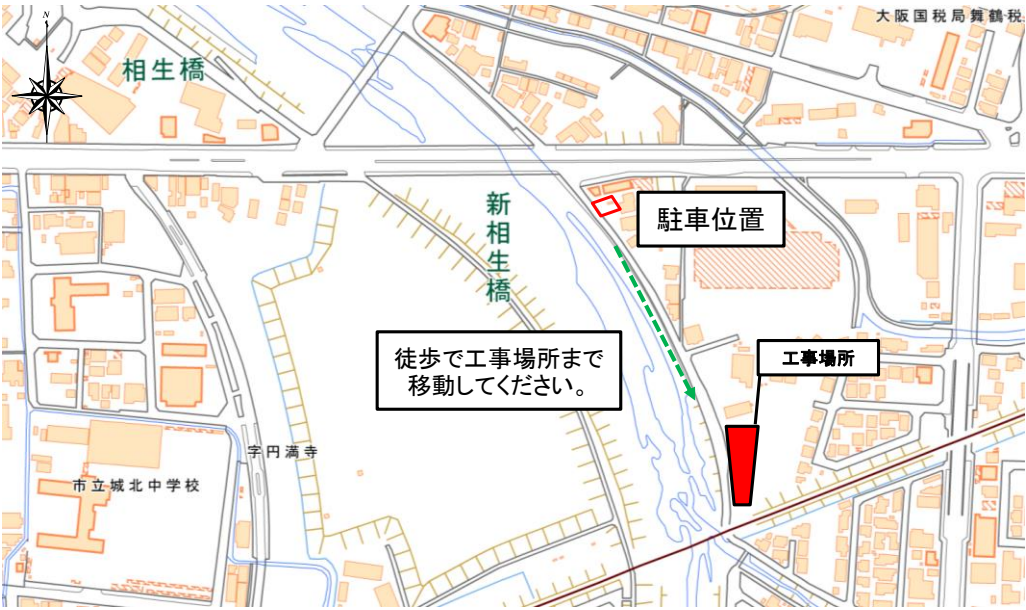 N
大阪国税局舞鶴税
相生橋
新相生橋
駐車位置
徒歩で工事場所まで
移動してください。
工事場所
字円満寺
市立城北中学校